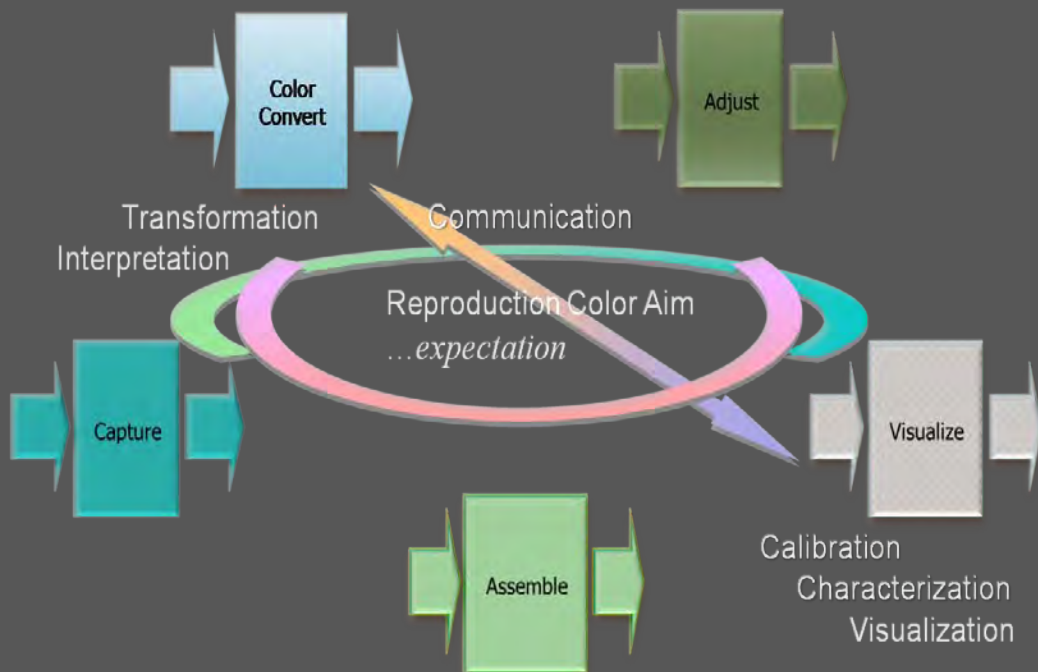 Color
Convert
Adjust
Transformation
Interpretation
Communication
Reproduction Color Aim
...expectation
Capture
Visualize
Assemble
Calibration
Characterization
Visualization